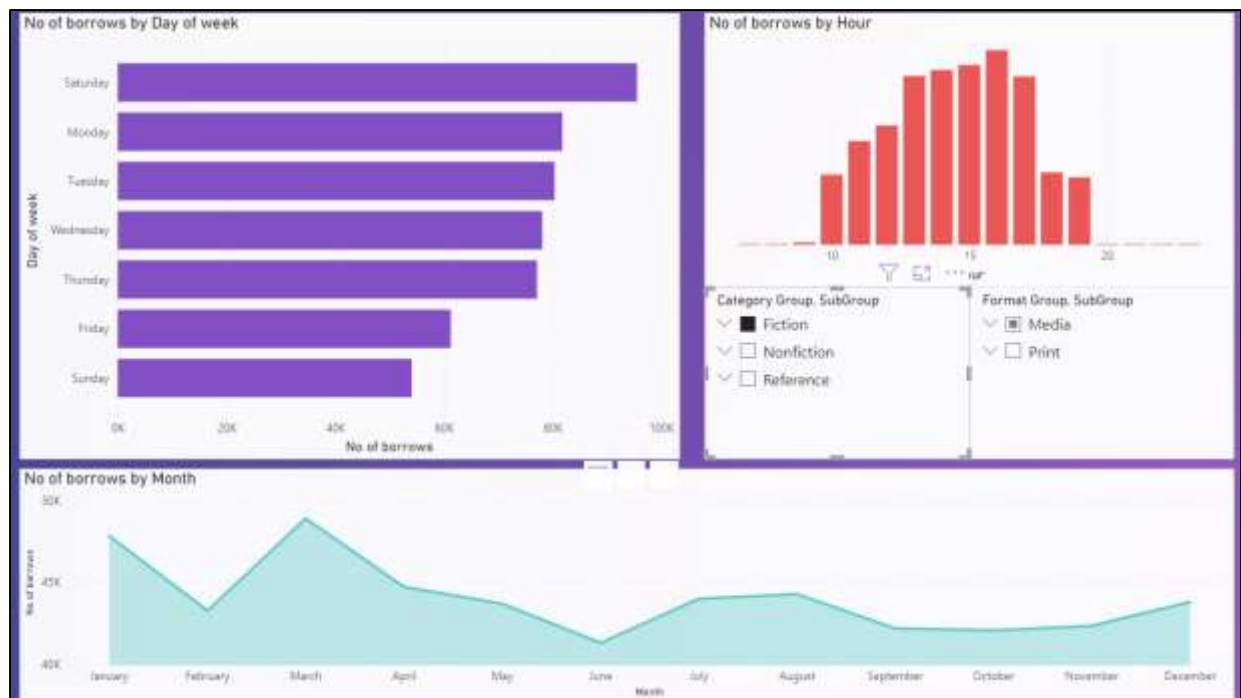 No of borrows by Day of week
Saturday
Monday
Tuesday
Wednesday
Thursday
Friday
Sunday
Day of week
0K 20K 40K 60K 80K 100K
No of borrows
No of borrows by Hour
10 15 20
Category Group, SubGroup
Fiction
Nonfiction
Reference
Format Group, SubGroup
Media
Print
No of borrows by Month
50K
45K
40K
No of borrows
January February March April May June July August September October November December
Month